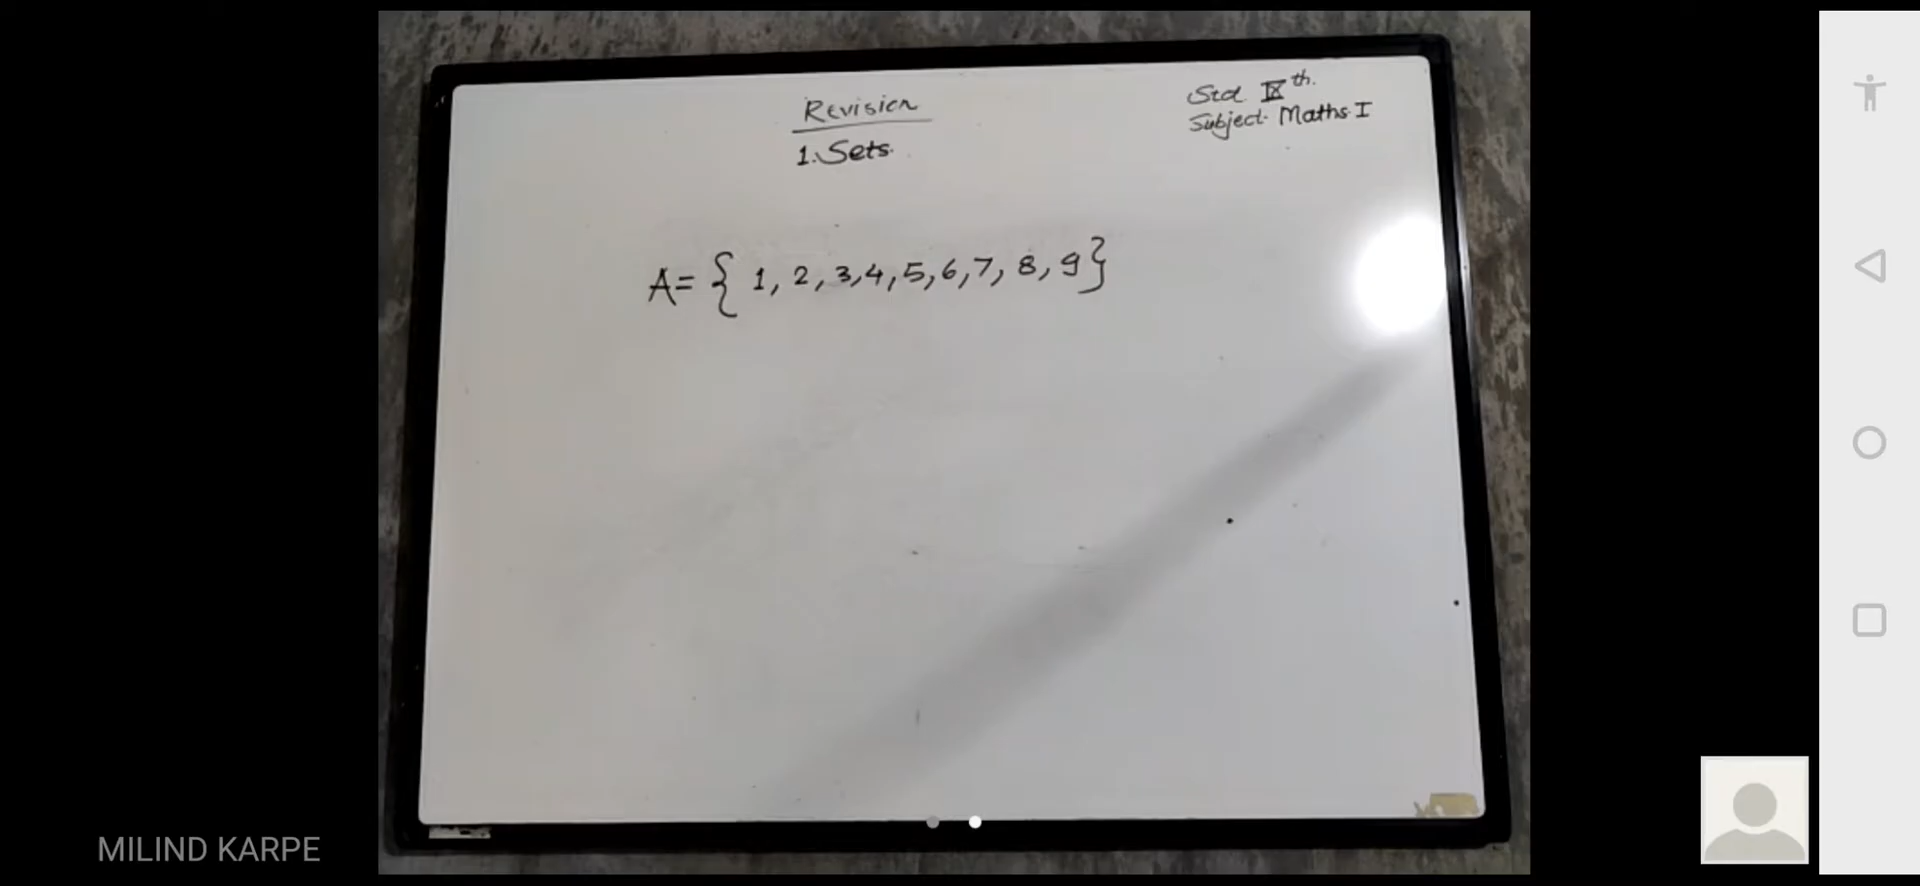 Revision
1. Sets.
Std IXth.
Subject. Maths-I
A= { 1, 2, 3, 4, 5, 6, 7, 8, 9}
MILIND KARPE